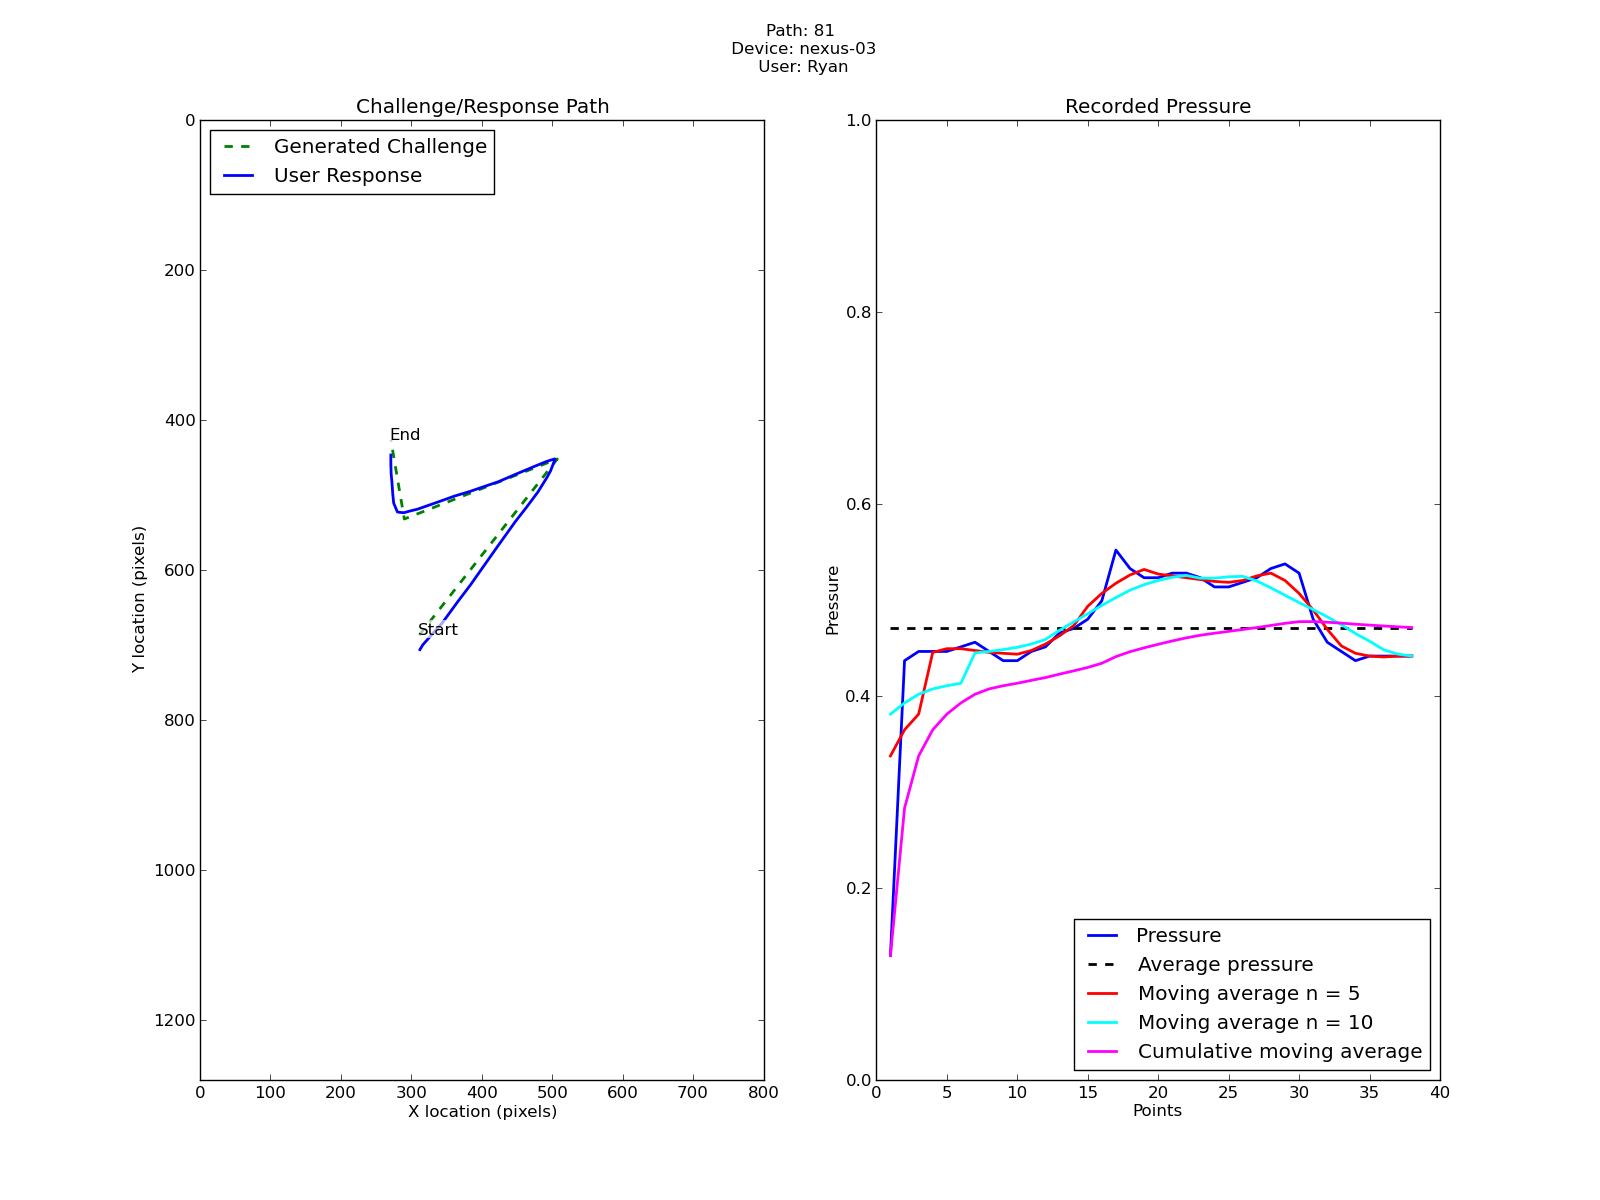 Path: 81
Device: nexus-03
User: Ryan
Challenge/Response Path
Generated Challenge
User Response
0
200
400
600
800
1000
1200
Y location (pixels)
End
Start
0 100 200 300 400 500 600 700 800
X location (pixels)
Recorded Pressure
1.0
0.8
0.6
0.4
0.2
0.0
Pressure
Pressure
Average pressure
Moving average n = 5
Moving average n = 10
Cumulative moving average
0 5 10 15 20 25 30 35 40
Points